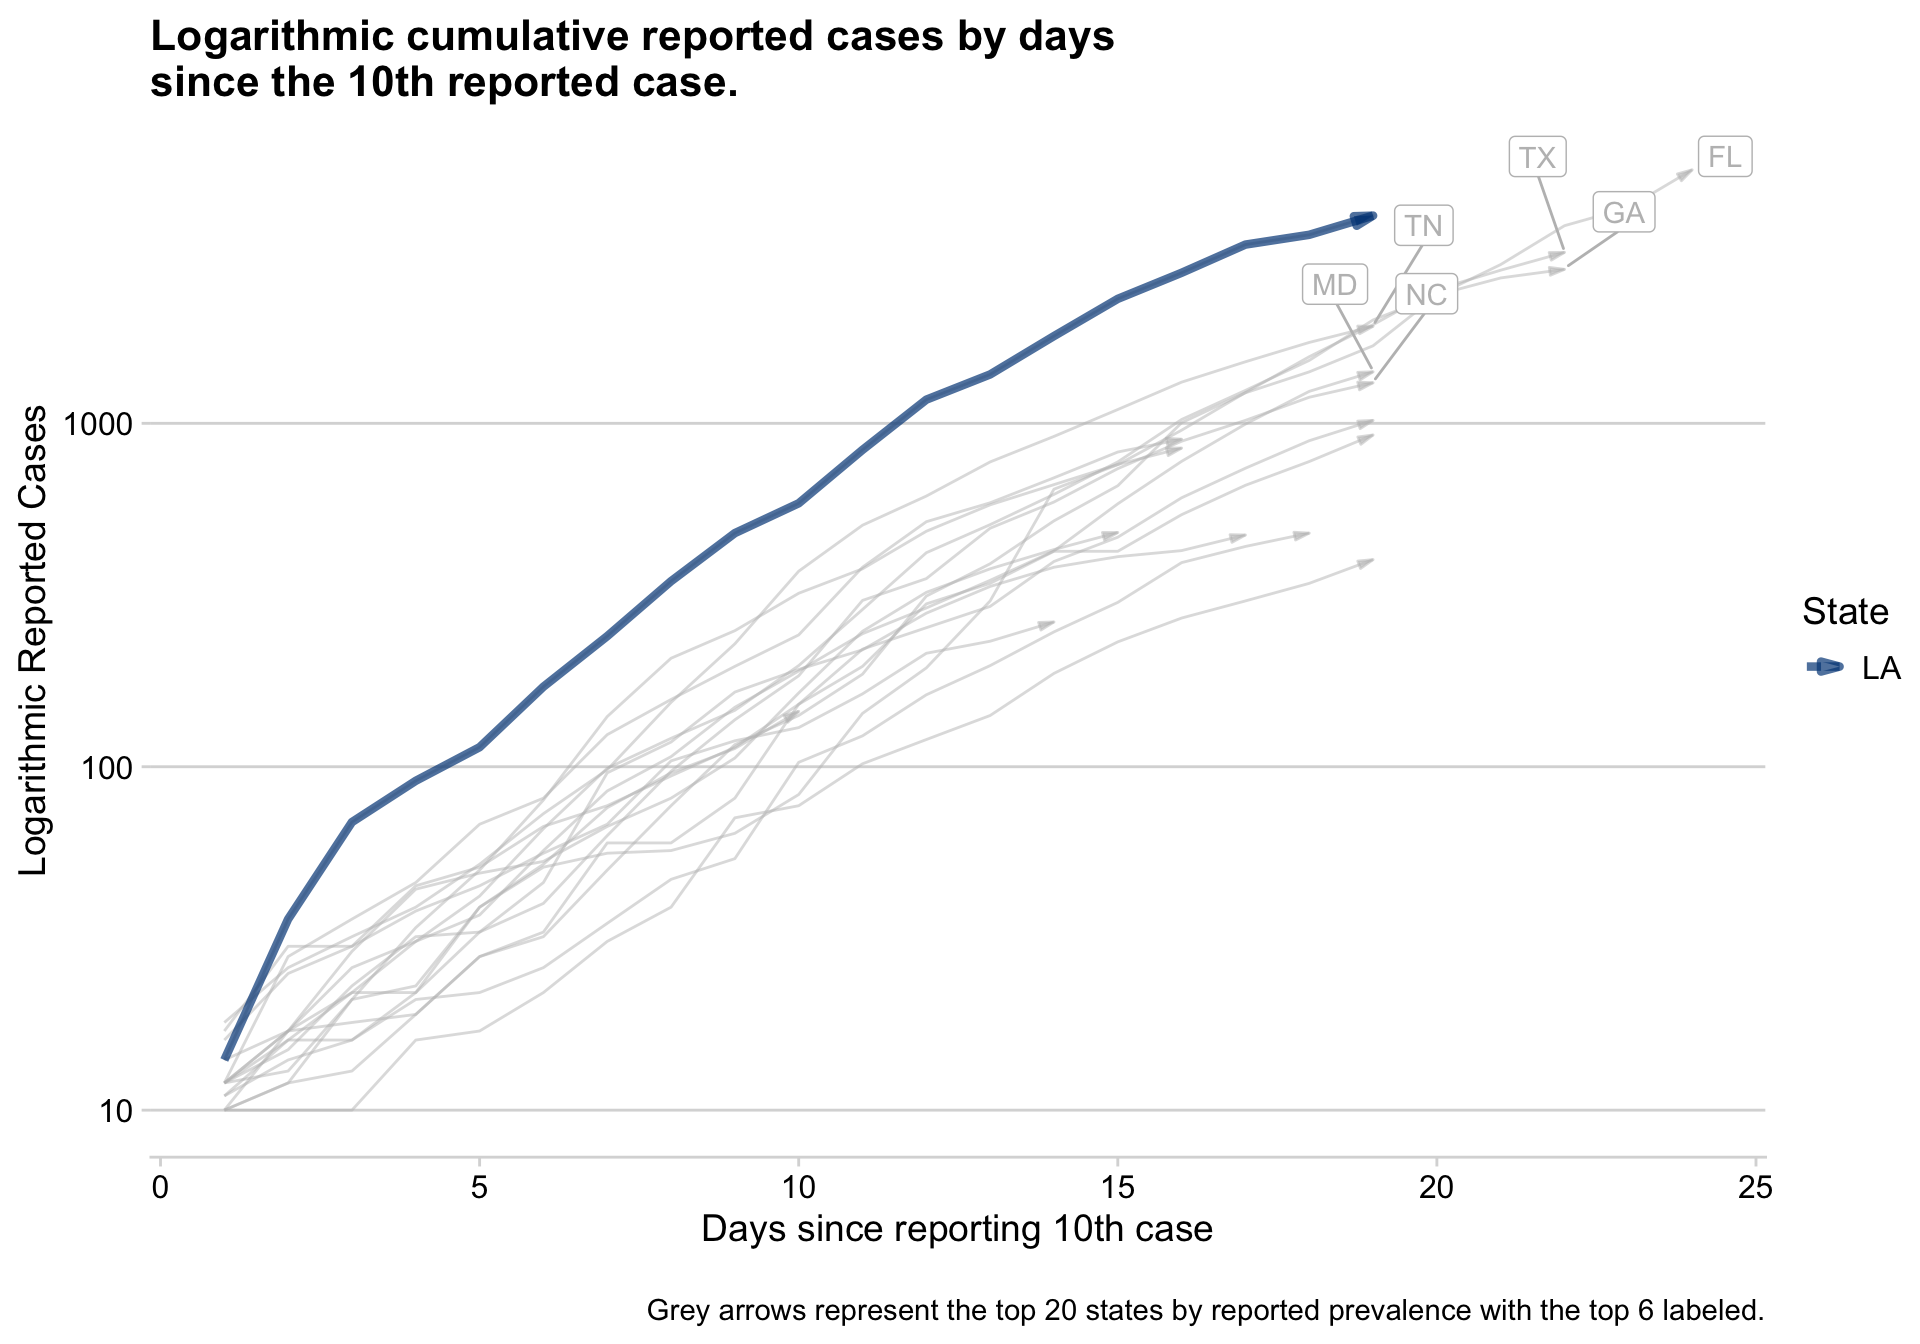 Logarithmic cumulative reported cases by days
since the 10th reported case.
TX
FL
GA
TN
MD
NC
Logarithmic Reported Cases
1000
100
10
State
LA
0 5 10 15 20 25
Days since reporting 10th case
Grey arrows represent the top 20 states by reported prevalence with the top 6 labeled.